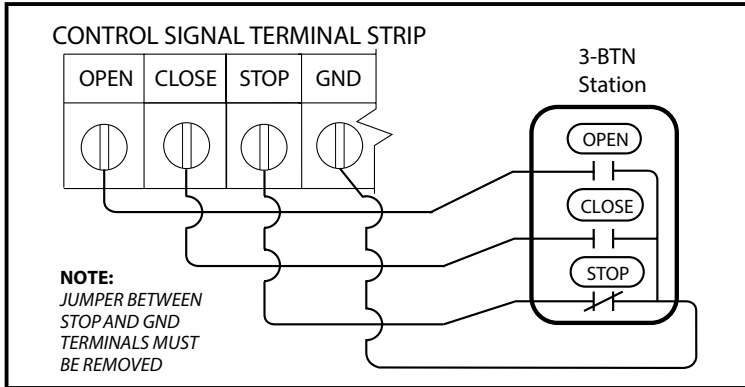 CONTROL SIGNAL TERMINAL STRIP
OPEN CLOSE STOP GND
3-BTN
Station
OPEN
CLOSE
STOP
NOTE:
JUMPER BETWEEN
STOP AND GND
TERMINALS MUST
BE REMOVED